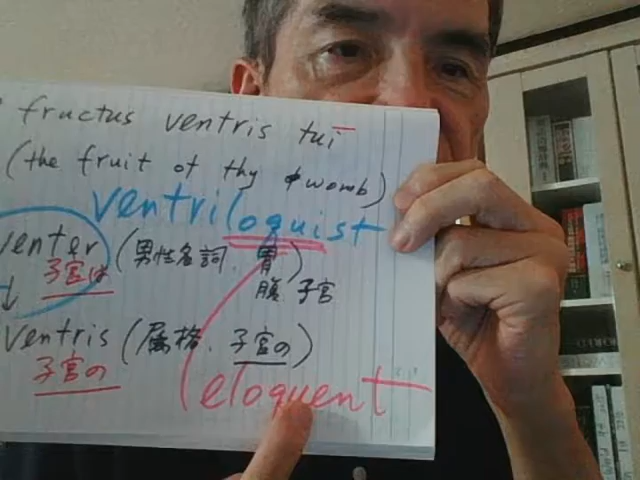 fructus ventris tuī
(the fruit of thy womb)
ventriloquist
venter (男性名詞、胃)
子宮は 腹 子宮
↓
ventris (属格、子宮の)
子宮の
eloquent